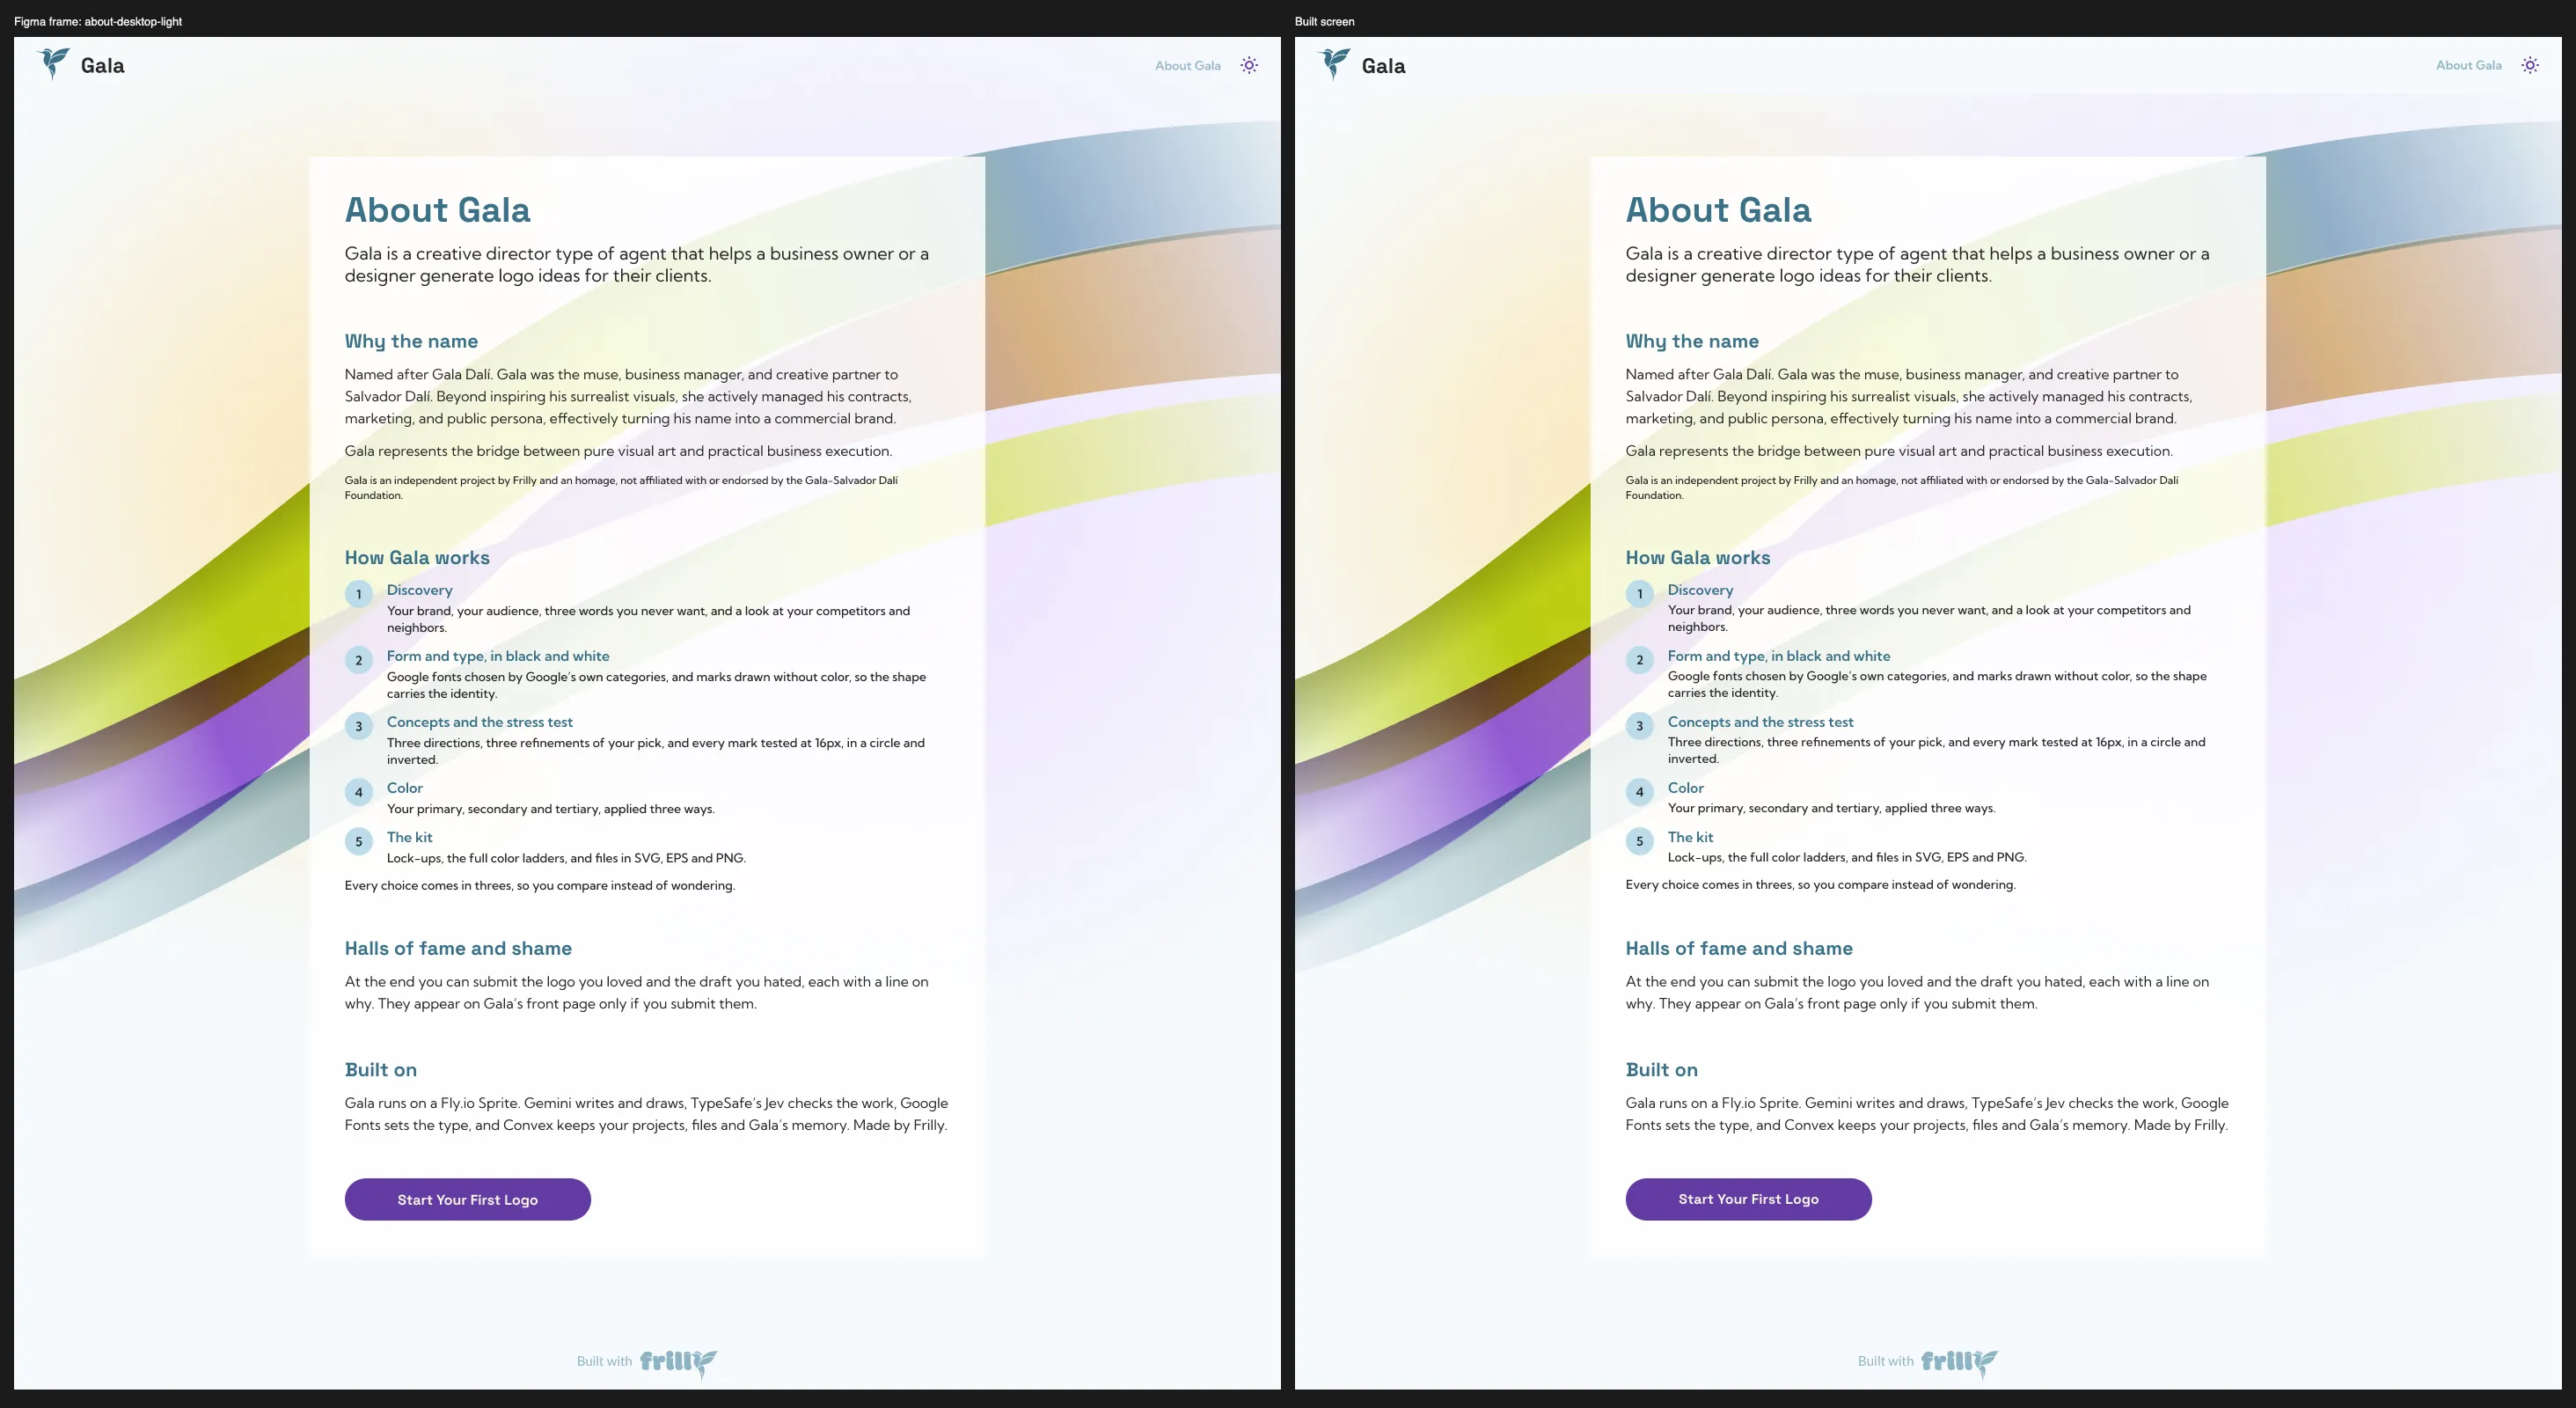 Figma frame: about-desktop-light
Gala
About Gala
About Gala
Gala is a creative director type of agent that helps a business owner or a
designer generate logo ideas for their clients.
Why the name
Named after Gala Dalí. Gala was the muse, business manager, and creative partner to
Salvador Dalí. Beyond inspiring his surrealist visuals, she actively managed his contracts,
marketing, and public persona, effectively turning his name into a commercial brand.
Gala represents the bridge between pure visual art and practical business execution.
Gala is an independent project by Frilly and an homage, not affiliated with or endorsed by the Gala-Salvador Dalí
Foundation.
How Gala works
1 Discovery
Your brand, your audience, three words you never want, and a look at your competitors and
neighbors.
2 Form and type, in black and white
Google fonts chosen by Google’s own categories, and marks drawn without color, so the shape
carries the identity.
3 Concepts and the stress test
Three directions, three refinements of your pick, and every mark tested at 16px, in a circle and
inverted.
4 Color
Your primary, secondary and tertiary, applied three ways.
5 The kit
Lock-ups, the full color ladders, and files in SVG, EPS and PNG.
Every choice comes in threes, so you compare instead of wondering.
Halls of fame and shame
At the end you can submit the logo you loved and the draft you hated, each with a line on
why. They appear on Gala’s front page only if you submit them.
Built on
Gala runs on a Fly.io Sprite. Gemini writes and draws, TypeSafe’s Jev checks the work, Google
Fonts sets the type, and Convex keeps your projects, files and Gala’s memory. Made by Frilly.
Start Your First Logo
Built with frilly
Built screen
Gala
About Gala
About Gala
Gala is a creative director type of agent that helps a business owner or a
designer generate logo ideas for their clients.
Why the name
Named after Gala Dalí. Gala was the muse, business manager, and creative partner to
Salvador Dalí. Beyond inspiring his surrealist visuals, she actively managed his contracts,
marketing, and public persona, effectively turning his name into a commercial brand.
Gala represents the bridge between pure visual art and practical business execution.
Gala is an independent project by Frilly and an homage, not affiliated with or endorsed by the Gala-Salvador Dalí
Foundation.
How Gala works
1 Discovery
Your brand, your audience, three words you never want, and a look at your competitors and
neighbors.
2 Form and type, in black and white
Google fonts chosen by Google’s own categories, and marks drawn without color, so the shape
carries the identity.
3 Concepts and the stress test
Three directions, three refinements of your pick, and every mark tested at 16px, in a circle and
inverted.
4 Color
Your primary, secondary and tertiary, applied three ways.
5 The kit
Lock-ups, the full color ladders, and files in SVG, EPS and PNG.
Every choice comes in threes, so you compare instead of wondering.
Halls of fame and shame
At the end you can submit the logo you loved and the draft you hated, each with a line on
why. They appear on Gala’s front page only if you submit them.
Built on
Gala runs on a Fly.io Sprite. Gemini writes and draws, TypeSafe’s Jev checks the work, Google
Fonts sets the type, and Convex keeps your projects, files and Gala’s memory. Made by Frilly.
Start Your First Logo
Built with frilly